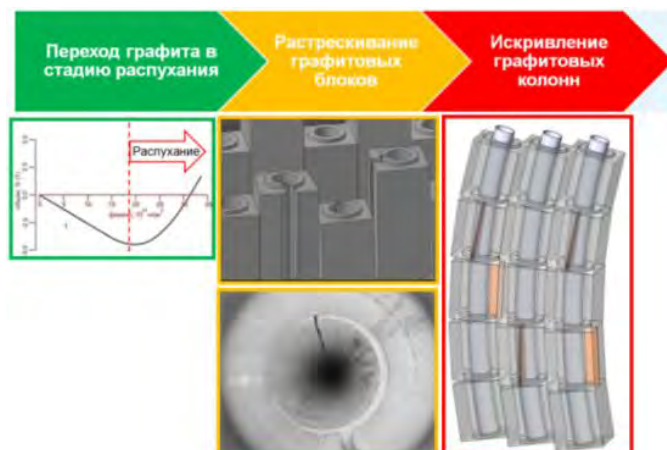 Переход графита в
стадию распухания
Растрескивание
графитовых
блоков
Искривление
графитовых
колонн
Распухание